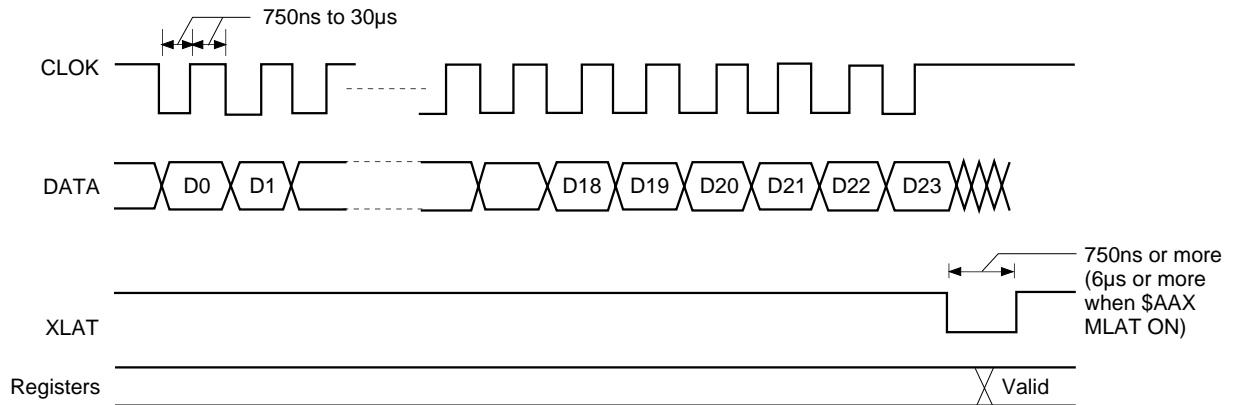 750ns to 30µs
CLOK
DATA
D0 D1 D18 D19 D20 D21 D22 D23
750ns or more
(6µs or more
when $AAX
MLAT ON)
XLAT
Registers
Valid